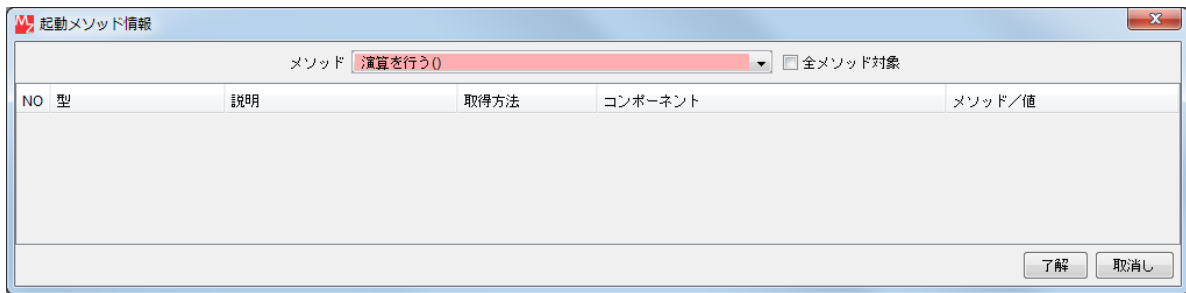 起動メソッド情報
メソッド 演算を行う() 全メソッド対象
NO 型 説明 取得方法 コンポーネント メソッド/値
了解 取消し